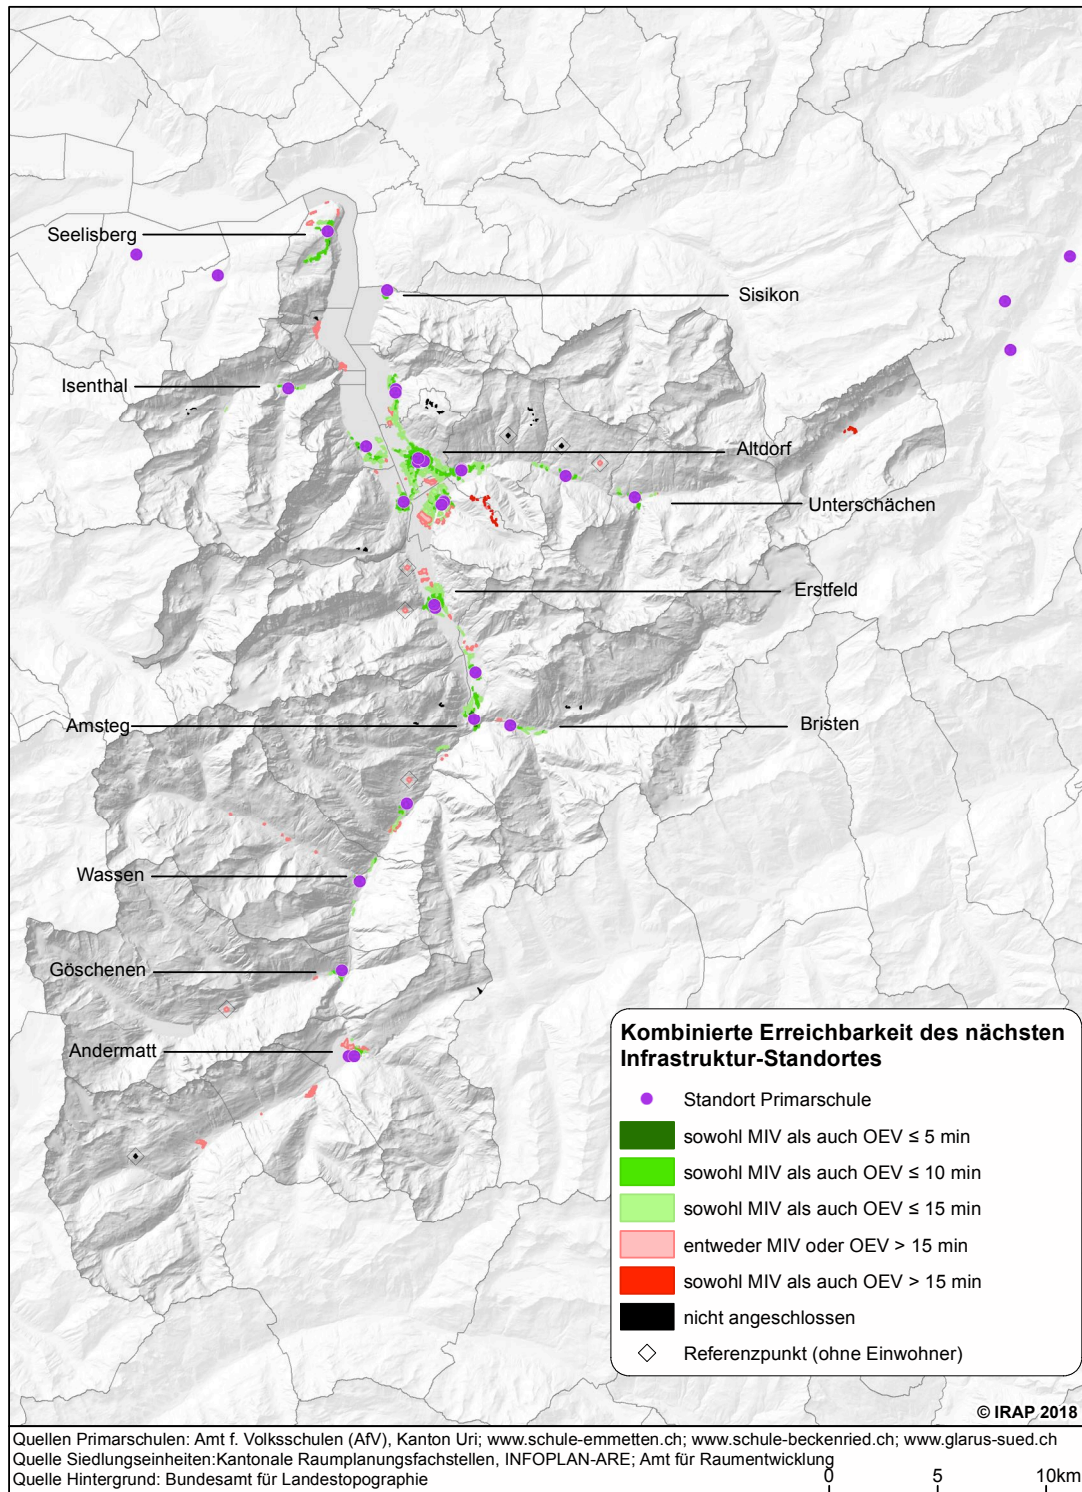 Seelisberg
Sisikon
Isenthal
Altdorf
Unterschächen
Erstfeld
Amsteg
Bristen
Wassen
Göschenen
Andermatt
Kombinierte Erreichbarkeit des nächsten
Infrastruktur-Standortes
Standort Primarschule
sowohl MIV als auch OEV ≤ 5 min
sowohl MIV als auch OEV ≤ 10 min
sowohl MIV als auch OEV ≤ 15 min
entweder MIV oder OEV > 15 min
sowohl MIV als auch OEV > 15 min
nicht angeschlossen
Referenzpunkt (ohne Einwohner)
© IRAP 2018
Quellen Primarschulen: Amt f. Volksschulen (AfV), Kanton Uri; www.schule-emmetten.ch; www.schule-beckenried.ch; www.glarus-sued.ch
Quelle Siedlungseinheiten:Kantonale Raumplanungsfachstellen, INFOPLAN-ARE; Amt für Raumentwicklung
Quelle Hintergrund: Bundesamt für Landestopographie
0 5 10km